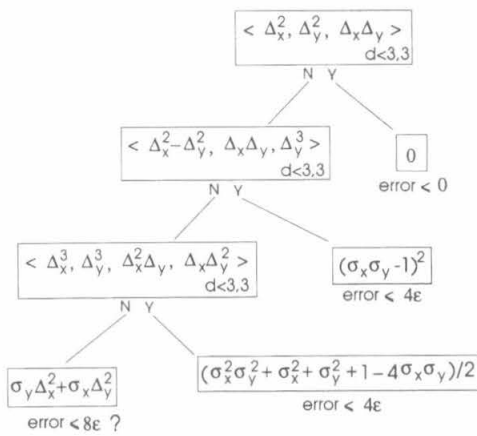 < Δ_x^2, Δ_y^2, Δ_xΔ_y >
d<3,3
N Y
< Δ_x^2−Δ_y^2, Δ_xΔ_y, Δ_y^3 >
d<3,3
0
error < 0
N Y
< Δ_x^3, Δ_y^3, Δ_x^2Δ_y, Δ_xΔ_y^2 >
d<3,3
(σ_xσ_y -1)^2
error < 4ε
N Y
σ_yΔ_x^2+σ_xΔ_y^2
error <8ε ?
(σ_x^2σ_y^2 + σ_x^2 + σ_y^2 + 1 − 4σ_xσ_y)/2
error < 4ε